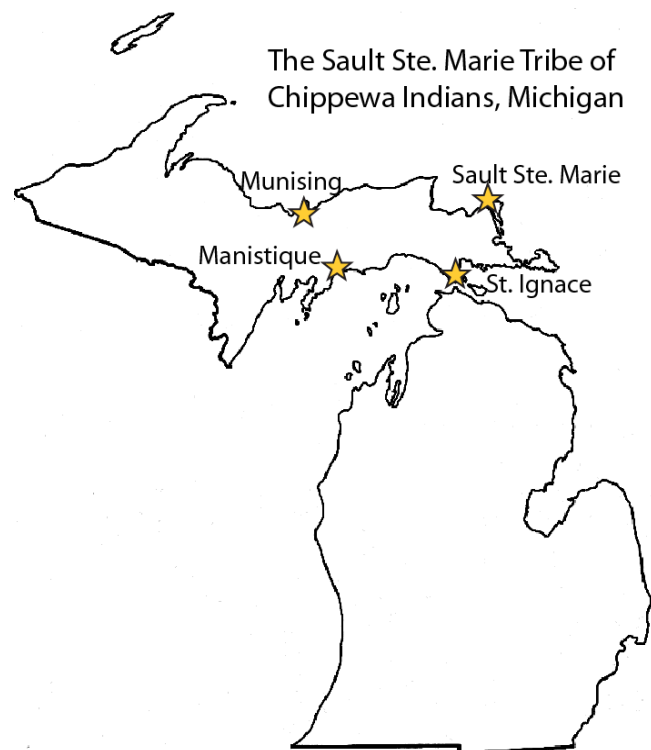 The Sault Ste. Marie Tribe of
Chippewa Indians, Michigan
Munising
Sault Ste. Marie
Manistique
St. Ignace